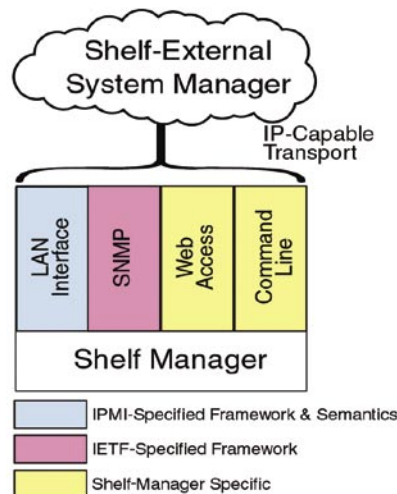 Shelf-External
System Manager
IP-Capable
Transport
LAN
Interface
SNMP
Web
Access
Command
Line
Shelf Manager
IPMI-Specified Framework & Semantics
IETF-Specified Framework
Shelf-Manager Specific